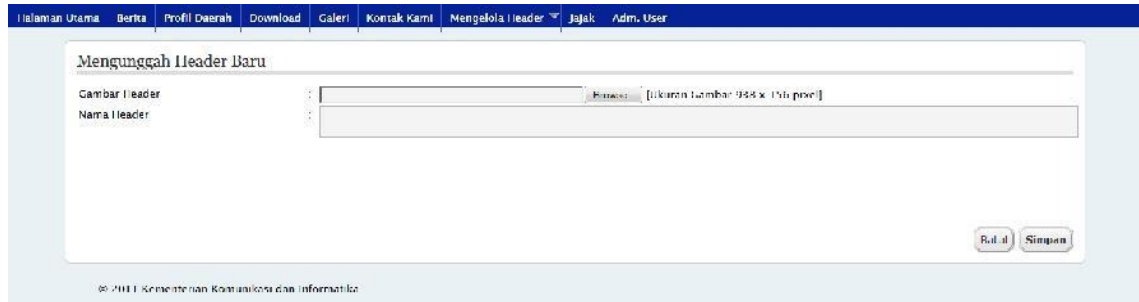 Halaman Utama Berita Profil Daerah Download Galeri Kontak Kami Mengelola Header Jajak Adm. User
Mengunggah Header Baru
Gambar Header : Browse... [Ukuran Gambar 938 x 156 pixel]
Nama Header :
Batal Simpan
© 2011 Kementerian Komunikasi dan Informatika